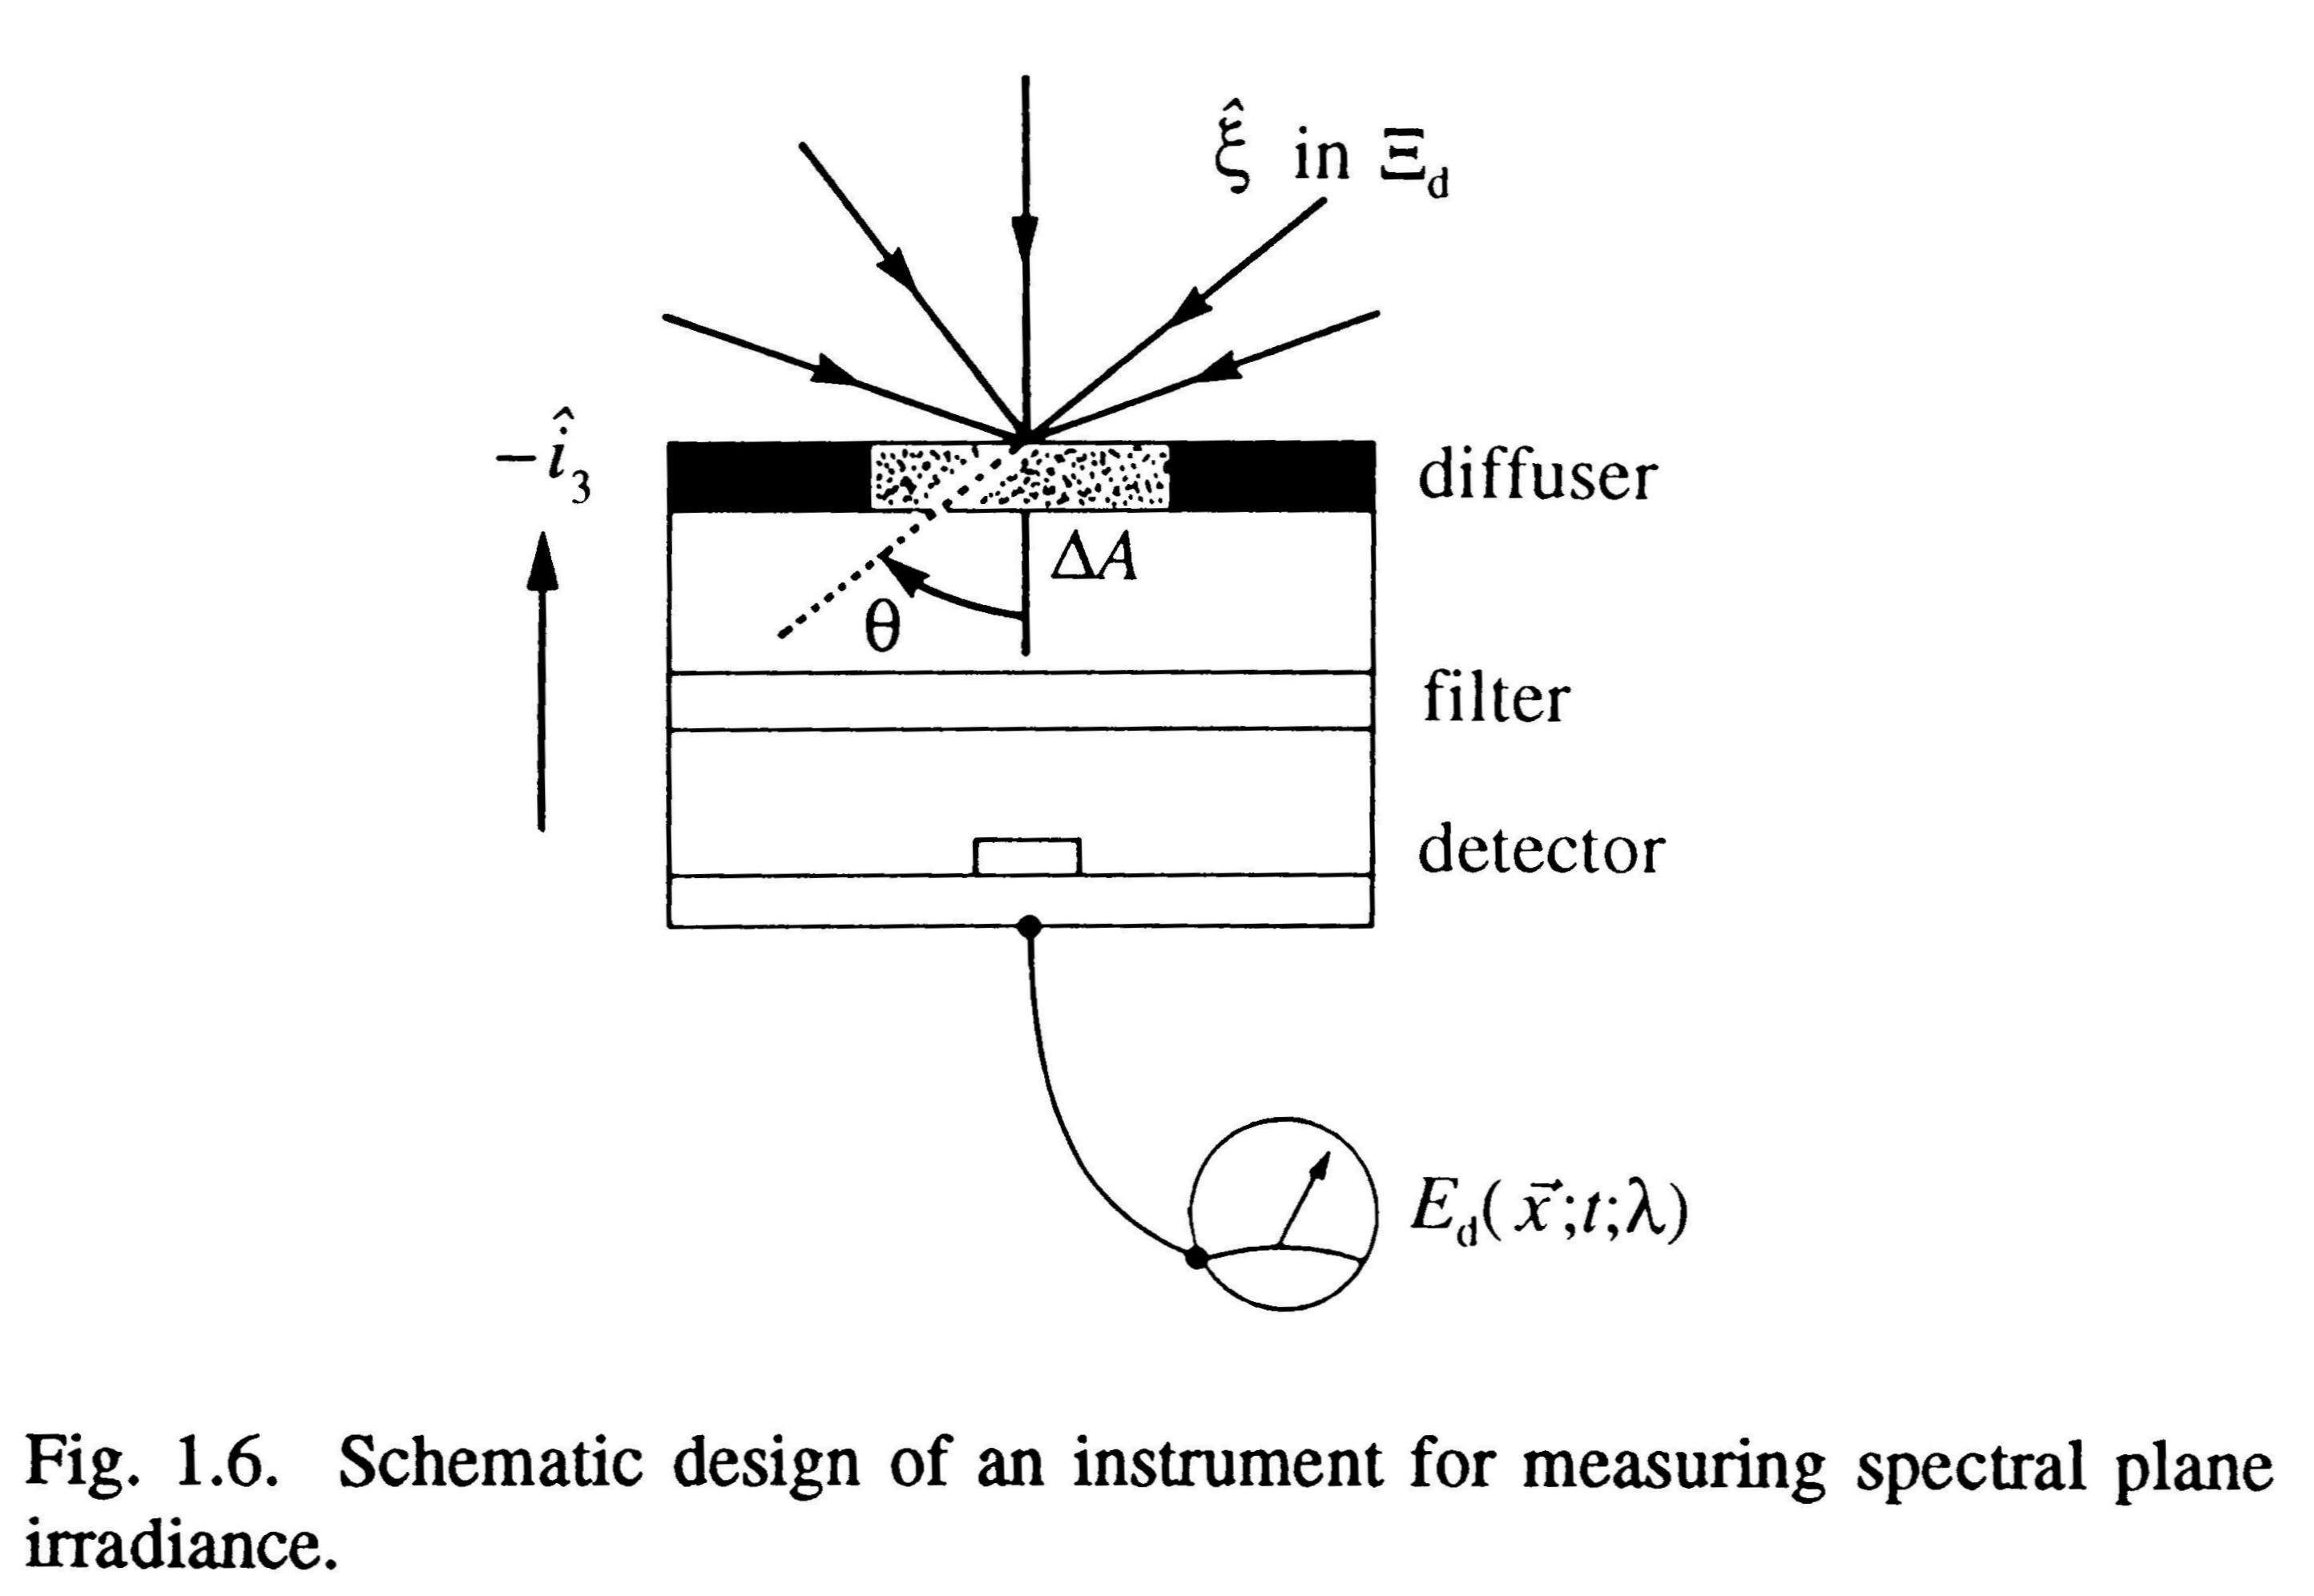 ξ̂ in Ξd
−î3
diffuser
ΔA
θ
filter
detector
Ed(x⃗;t;λ)
Fig. 1.6. Schematic design of an instrument for measuring spectral plane
irradiance.